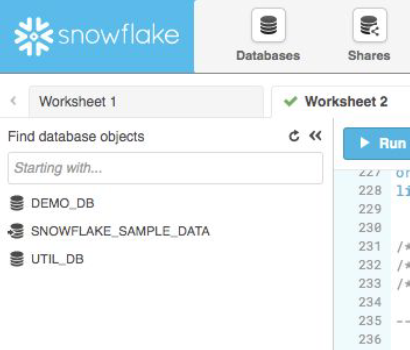 snowflake
Databases
Shares
Worksheet 1
Worksheet 2
Find database objects
Run
Starting with...
DEMO_DB
SNOWFLAKE_SAMPLE_DATA
UTIL_DB
227 or
228 li
229
230
231 /*
232 /*
233 /*
234
235 --
236